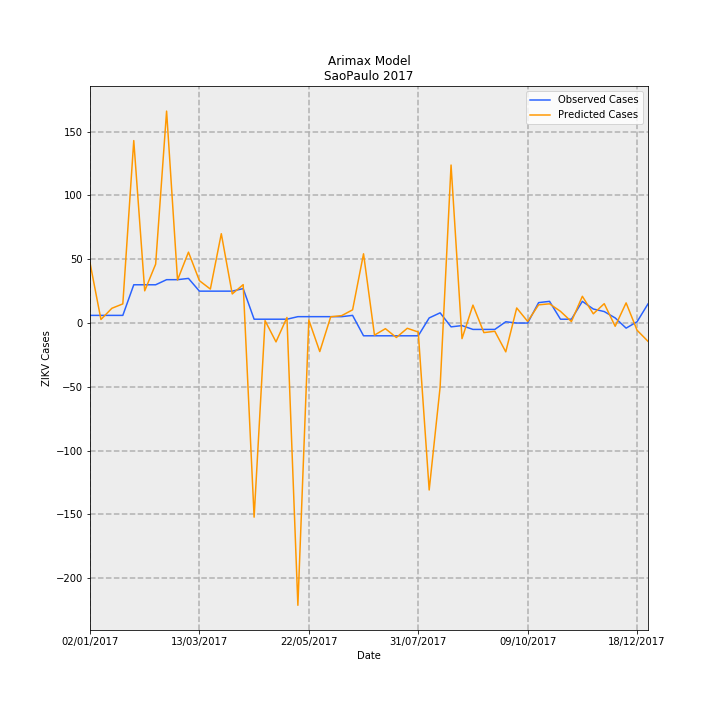 Arimax Model
SaoPaulo 2017
Observed Cases
Predicted Cases
150
100
50
0
−50
−100
−150
−200
ZIKV Cases
02/01/2017 13/03/2017 22/05/2017 31/07/2017 09/10/2017 18/12/2017
Date